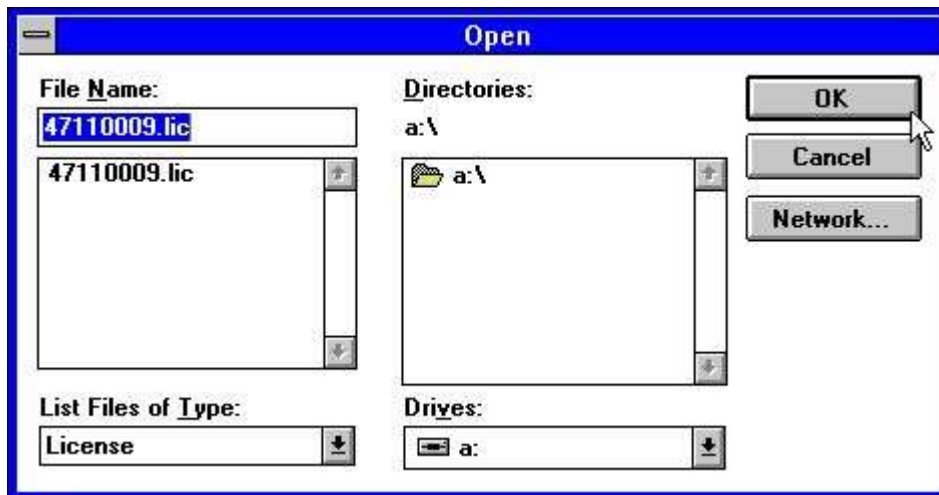 Open
File Name:
47110009.lic
47110009.lic
List Files of Type:
License
Directories:
a:\
a:\
Drives:
a:
OK
Cancel
Network...